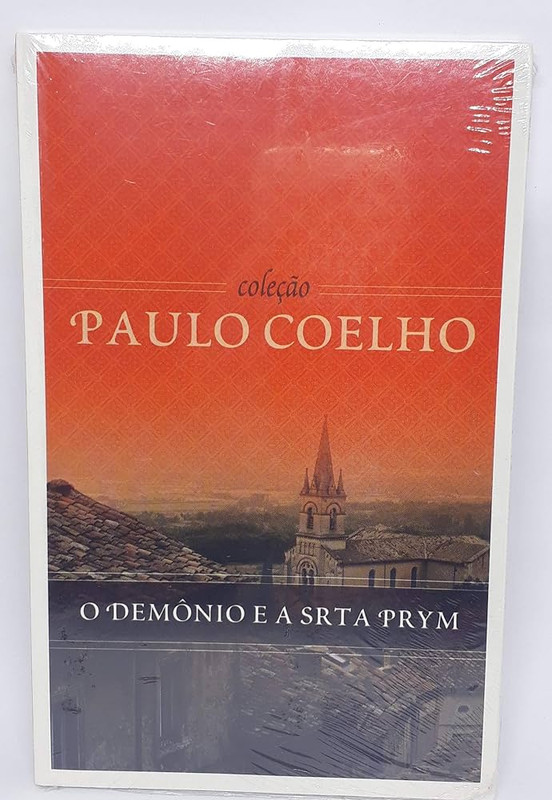 coleção
PAULO COELHO
O DEMÔNIO E A SRTA PRYM